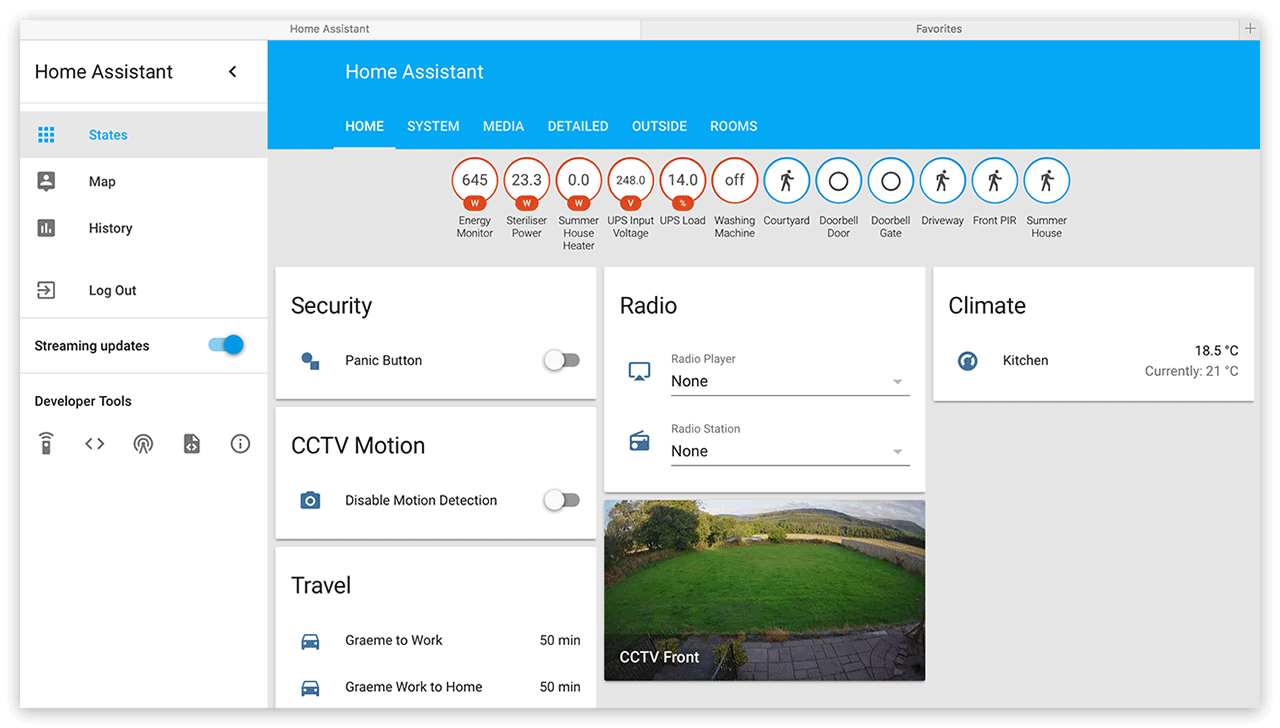 Home Assistant
Favorites
Home Assistant
States
Map
History
Log Out
Streaming updates
Developer Tools
Home Assistant
HOME SYSTEM MEDIA DETAILED OUTSIDE ROOMS
645
W
Energy
Monitor
23.3
W
Steriliser
Power
0.0
W
Summer
House
Heater
248.0
V
UPS Input
Voltage
14.0
%
UPS Load
off
Washing
Machine
Courtyard
Doorbell
Door
Doorbell
Gate
Driveway
Front PIR
Summer
House
Security
Panic Button
CCTV Motion
Disable Motion Detection
Travel
Graeme to Work 50 min
Graeme Work to Home 50 min
Radio
Radio Player
None
Radio Station
None
CCTV Front
Climate
Kitchen
18.5 °C
Currently: 21 °C